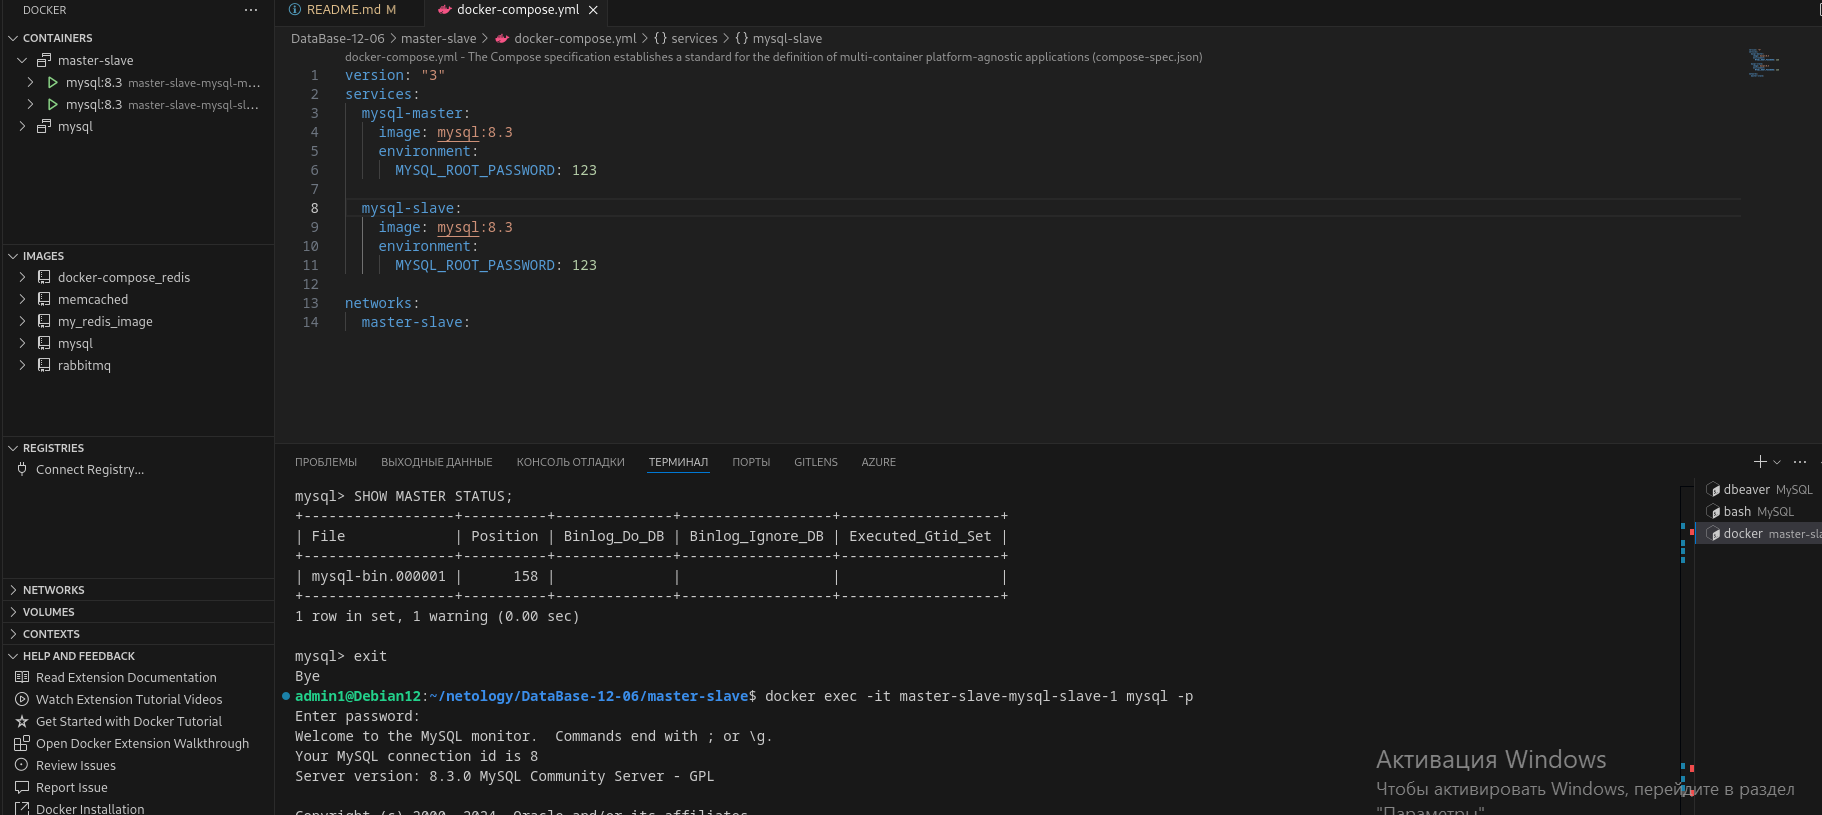 DOCKER ...
CONTAINERS
master-slave
mysql:8.3 master-slave-mysql-m...
mysql:8.3 master-slave-mysql-sl...
mysql
IMAGES
docker-compose_redis
memcached
my_redis_image
mysql
rabbitmq
REGISTRIES
Connect Registry...
NETWORKS
VOLUMES
CONTEXTS
HELP AND FEEDBACK
Read Extension Documentation
Watch Extension Tutorial Videos
Get Started with Docker Tutorial
Open Docker Extension Walkthrough
Review Issues
Report Issue
Docker Installation
README.md M docker-compose.yml
DataBase-12-06 > master-slave > docker-compose.yml > {} services > {} mysql-slave
docker-compose.yml - The Compose specification establishes a standard for the definition of multi-container platform-agnostic applications (compose-spec.json)
1 version: "3"
2 services:
3 mysql-master:
4 image: mysql:8.3
5 environment:
6 MYSQL_ROOT_PASSWORD: 123
7
8 mysql-slave:
9 image: mysql:8.3
10 environment:
11 MYSQL_ROOT_PASSWORD: 123
12
13 networks:
14 master-slave:
ПРОБЛЕМЫ ВЫХОДНЫЕ ДАННЫЕ КОНСОЛЬ ОТЛАДКИ ТЕРМИНАЛ ПОРТЫ GITLENS AZURE
mysql> SHOW MASTER STATUS;
+------------------+----------+--------------+------------------+-------------------+
| File | Position | Binlog_Do_DB | Binlog_Ignore_DB | Executed_Gtid_Set |
+------------------+----------+--------------+------------------+-------------------+
| mysql-bin.000001 | 158 | | | |
+------------------+----------+--------------+------------------+-------------------+
1 row in set, 1 warning (0.00 sec)
mysql> exit
Bye
admin1@Debian12:~/netology/DataBase-12-06/master-slave$ docker exec -it master-slave-mysql-slave-1 mysql -p
Enter password:
Welcome to the MySQL monitor.  Commands end with ; or \g.
Your MySQL connection id is 8
Server version: 8.3.0 MySQL Community Server - GPL
Copyright (c) 2000, 2024, Oracle and/or its affiliates.
dbeaver MySQL
bash MySQL
docker master-sla
Активация Windows
Чтобы активировать Windows, перейдите в раздел
"Параметры"